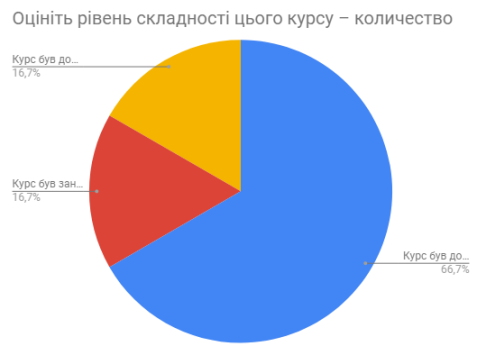 Оцініть рівень складності цього курсу – количество
Курс був до...
16,7%
Курс був зан...
16,7%
Курс був до...
66,7%